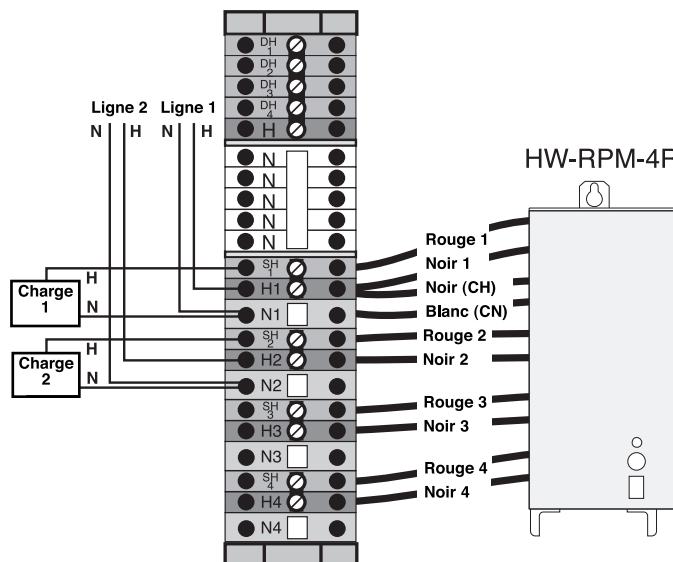 DH 1
DH 2
DH 3
DH 4
H
Ligne 2 Ligne 1
N H N H
N
N
N
N
N
HW-RPM-4R
SH 1
H1
N1
SH 2
H2
N2
SH 3
H3
N3
SH 4
H4
N4
H
Charge 1
N
H
Charge 2
N
Rouge 1
Noir 1
Noir (CH)
Blanc (CN)
Rouge 2
Noir 2
Rouge 3
Noir 3
Rouge 4
Noir 4